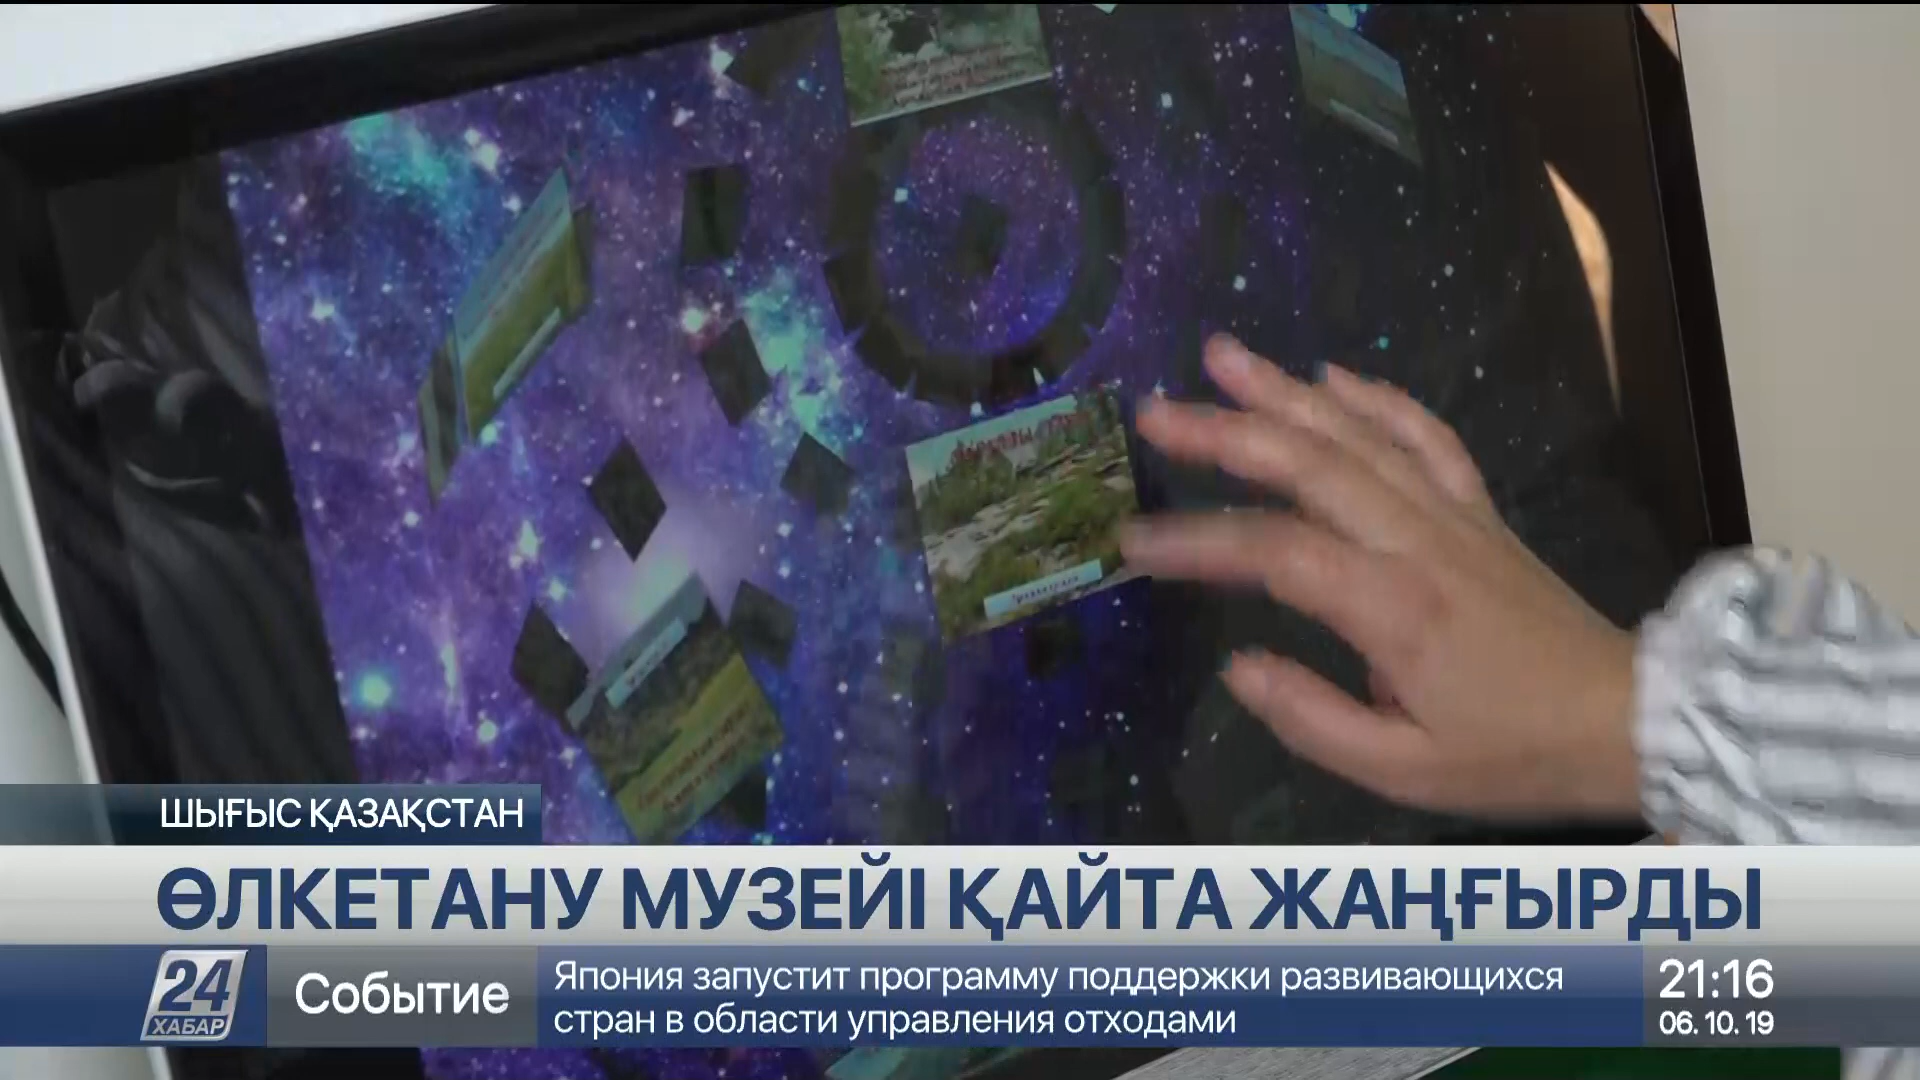 ШЫҒЫС ҚАЗАҚСТАН
ӨЛКЕТАНУ МУЗЕЙІ ҚАЙТА ЖАҢҒЫРДЫ
24
ХАБАР
Событие
Япония запустит программу поддержки развивающихся
стран в области управления отходами
21:16
06. 10. 19